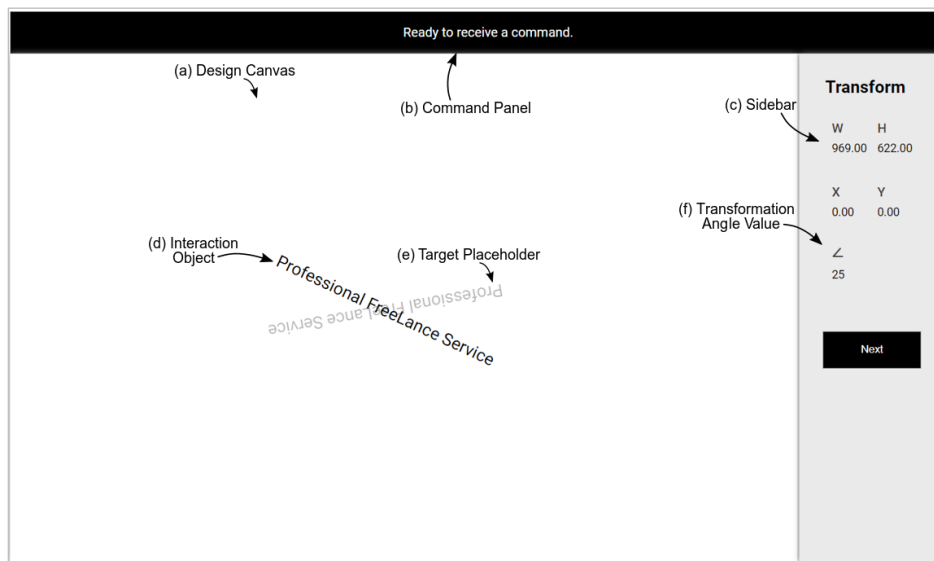 Ready to receive a command.
(a) Design Canvas
(b) Command Panel
Transform
(c) Sidebar
W H
969.00 622.00
X Y
0.00 0.00
(f) Transformation
Angle Value
∠
25
(d) Interaction
Object
(e) Target Placeholder
Professional FreeLance Service
Professional FreeLance Service
Next